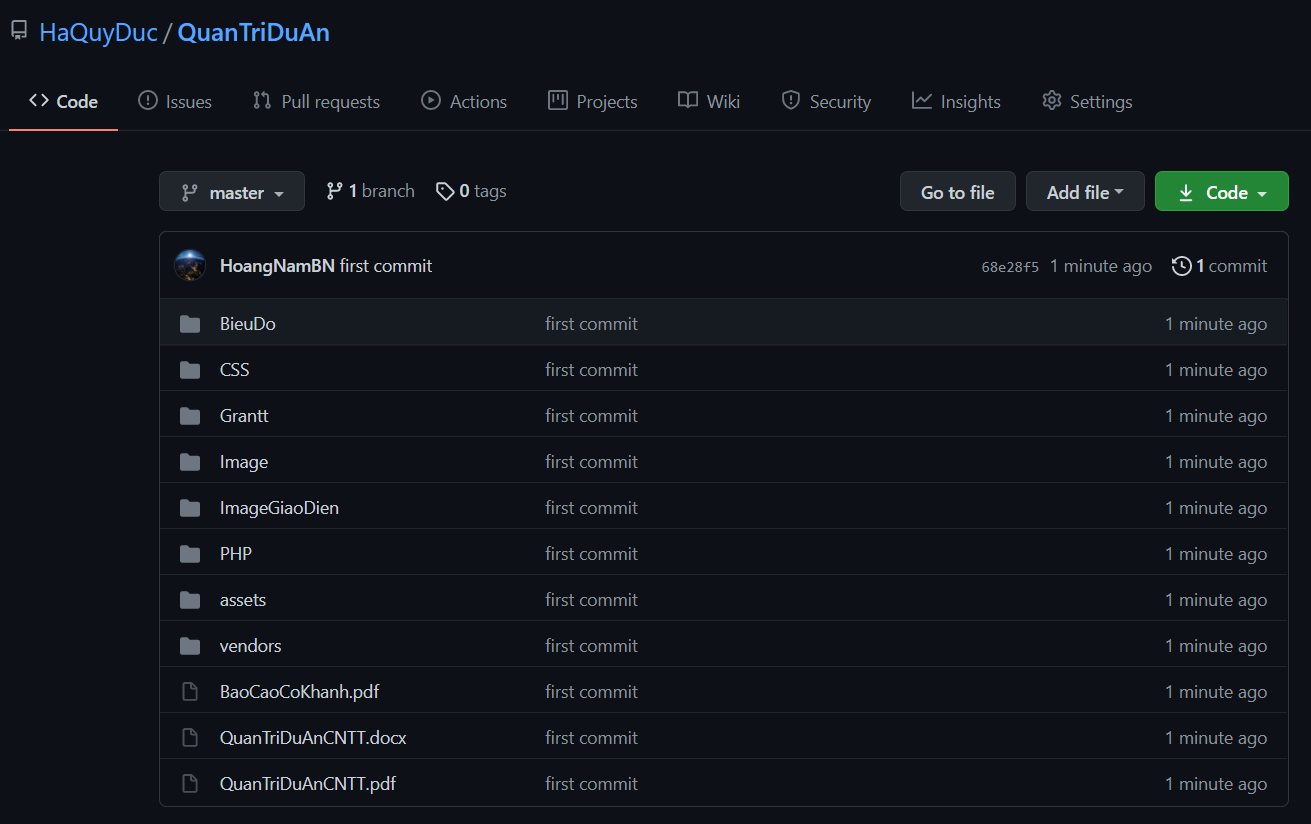 HaQuyDuc / QuanTriDuAn
Code Issues Pull requests Actions Projects Wiki Security Insights Settings
master 1 branch 0 tags Go to file Add file Code
HoangNamBN first commit 68e28f5 1 minute ago 1 commit
BieuDo first commit 1 minute ago
CSS first commit 1 minute ago
Grantt first commit 1 minute ago
Image first commit 1 minute ago
ImageGiaoDien first commit 1 minute ago
PHP first commit 1 minute ago
assets first commit 1 minute ago
vendors first commit 1 minute ago
BaoCaoCoKhanh.pdf first commit 1 minute ago
QuanTriDuAnCNTT.docx first commit 1 minute ago
QuanTriDuAnCNTT.pdf first commit 1 minute ago